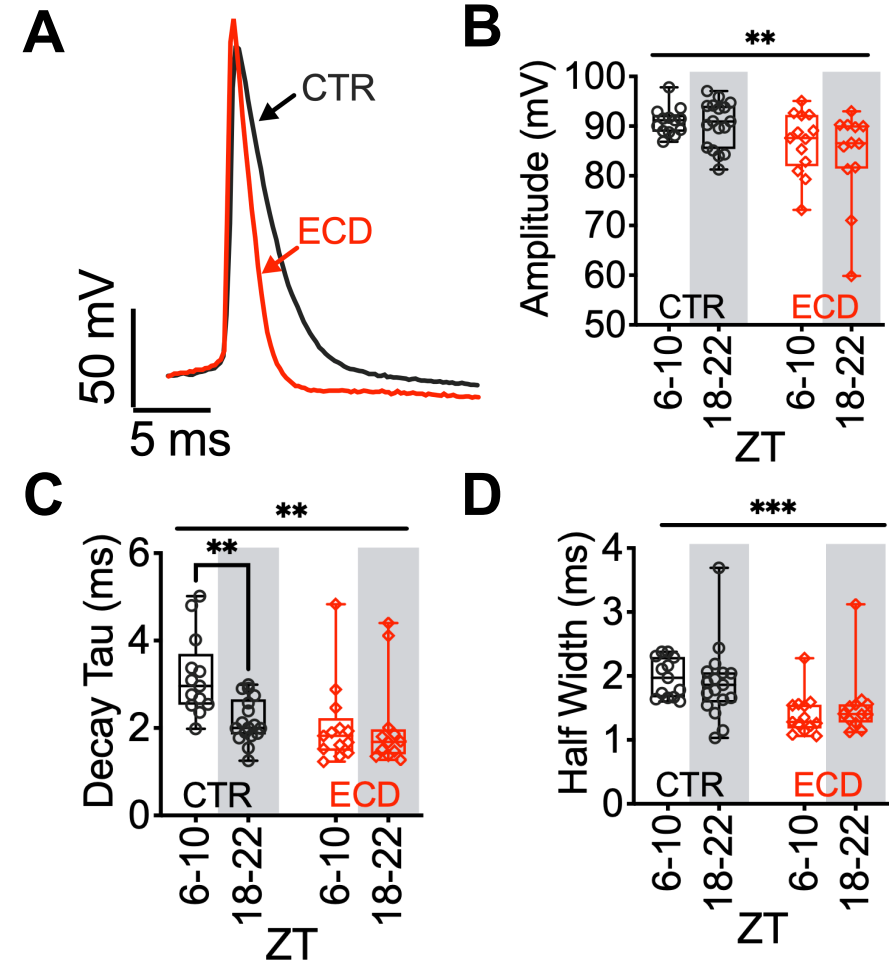 A
CTR
ECD
50 mV
5 ms
B
**
Amplitude (mV)
100
90
80
70
60
50
CTR
ECD
6-10
18-22
6-10
18-22
ZT
C
**
**
Decay Tau (ms)
6
4
2
0
CTR
ECD
6-10
18-22
6-10
18-22
ZT
D
***
Half Width (ms)
4
3
2
1
0
CTR
ECD
6-10
18-22
6-10
18-22
ZT